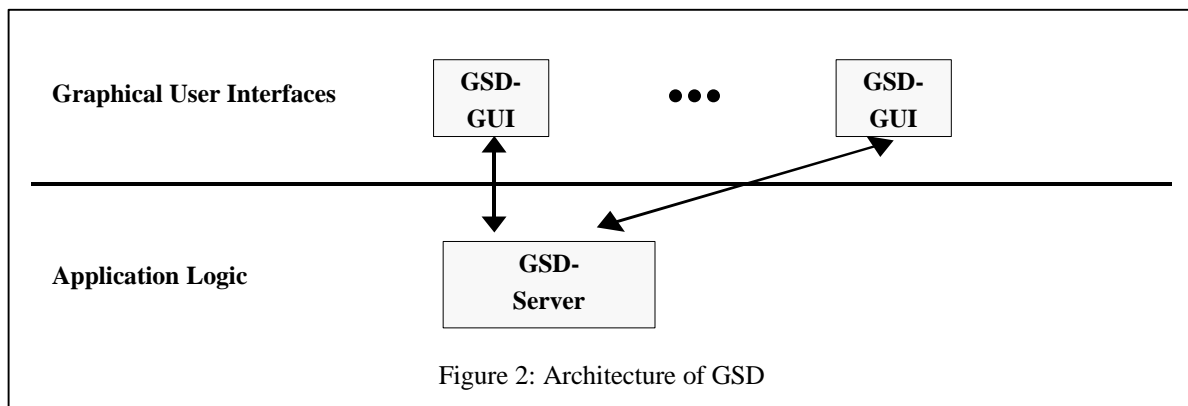 Graphical User Interfaces
GSD-
GUI
GSD-
GUI
Application Logic
GSD-
Server
Figure 2: Architecture of GSD